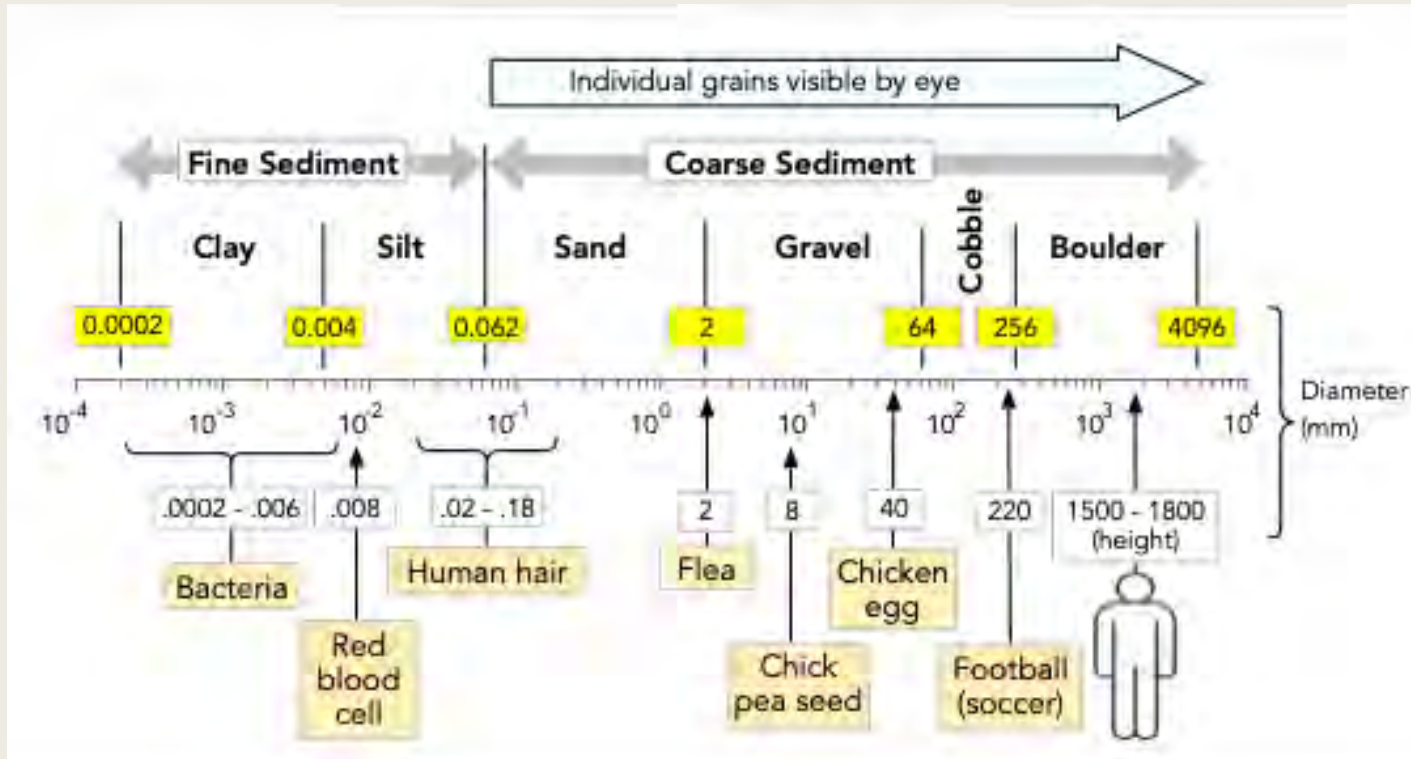 Individual grains visible by eye
Fine Sediment
Coarse Sediment
Clay
Silt
Sand
Gravel
Cobble
Boulder
0.0002
0.004
0.062
2
64
256
4096
10⁻⁴
10⁻³
10⁻²
10⁻¹
10⁰
10¹
10²
10³
10⁴
Diameter
(mm)
.0002 - .006
.008
.02 - .18
2
8
40
220
1500 - 1800
(height)
Bacteria
Red
blood
cell
Human hair
Flea
Chick
pea seed
Chicken
egg
Football
(soccer)